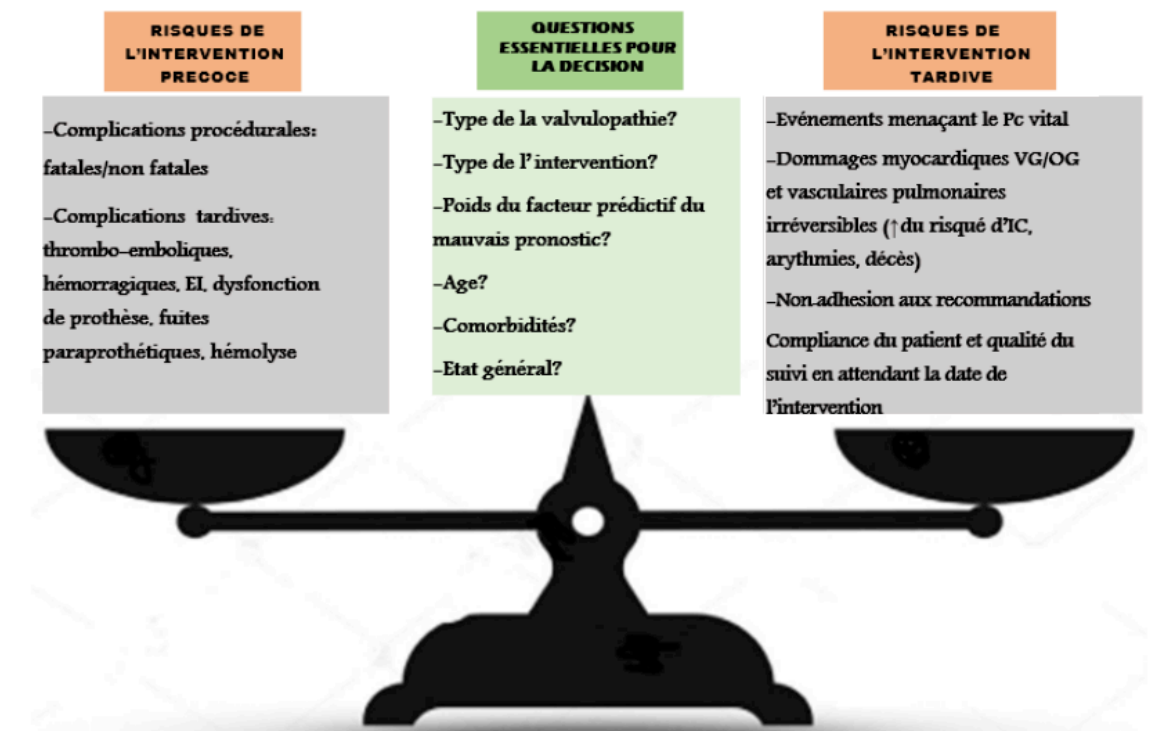 RISQUES DE
L'INTERVENTION
PRECOCE
-Complications procédurales:
fatales/non fatales
-Complications tardives:
thrombo-emboliques,
hémorragiques, EI, dysfonction
de prothèse, fuites
paraprothétiques, hémolyse
QUESTIONS
ESSENTIELLES POUR
LA DECISION
-Type de la valvulopathie?
-Type de l'intervention?
-Poids du facteur prédictif du
mauvais pronostic?
-Age?
-Comorbidités?
-Etat général?
RISQUES DE
L'INTERVENTION
TARDIVE
-Evénements menaçant le Pc vital
-Dommages myocardiques VG/OG
et vasculaires pulmonaires
irréversibles (↑du risqué d'IC,
arythmies, décès)
-Non-adhesion aux recommandations
Compliance du patient et qualité du
suivi en attendant la date de
l'intervention